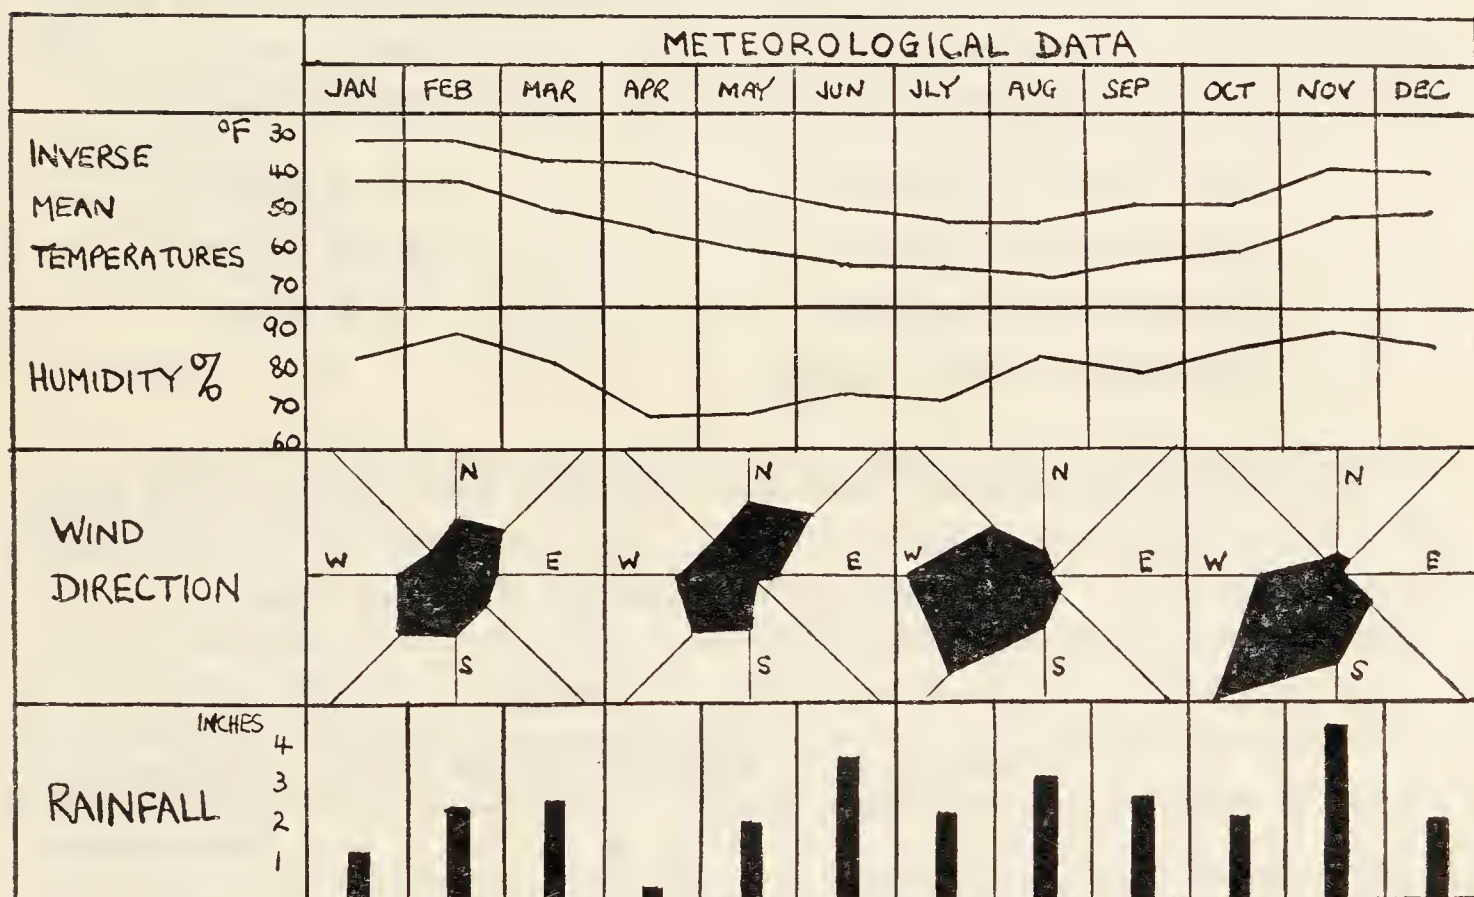 METEOROLOGICAL DATA
JAN FEB MAR APR MAY JUN JLY AUG SEP OCT NOV DEC
°F 30
INVERSE
40
MEAN 50
TEMPERATURES 60
70
90
HUMIDITY % 80
70
60
N N N N
WIND
W E W E W E W E
DIRECTION
S S S S
INCHES
4
3
RAINFALL 2
1